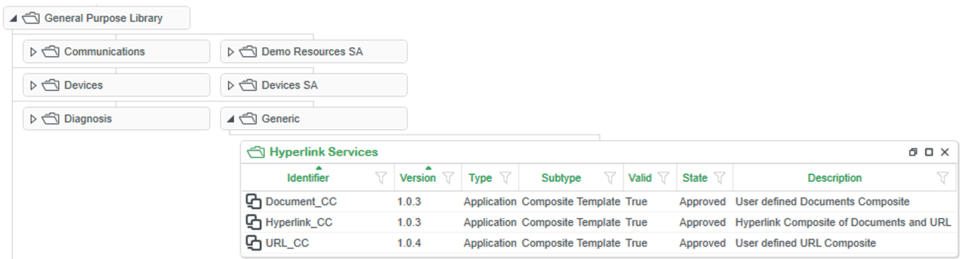 General Purpose Library
Communications Demo Resources SA
Devices Devices SA
Diagnosis Generic
Hyperlink Services
Identifier Version Type Subtype Valid State Description
Document_CC 1.0.3 Application Composite Template True Approved User defined Documents Composite
Hyperlink_CC 1.0.3 Application Composite Template True Approved Hyperlink Composite of Documents and URL
URL_CC 1.0.4 Application Composite Template True Approved User defined URL Composite